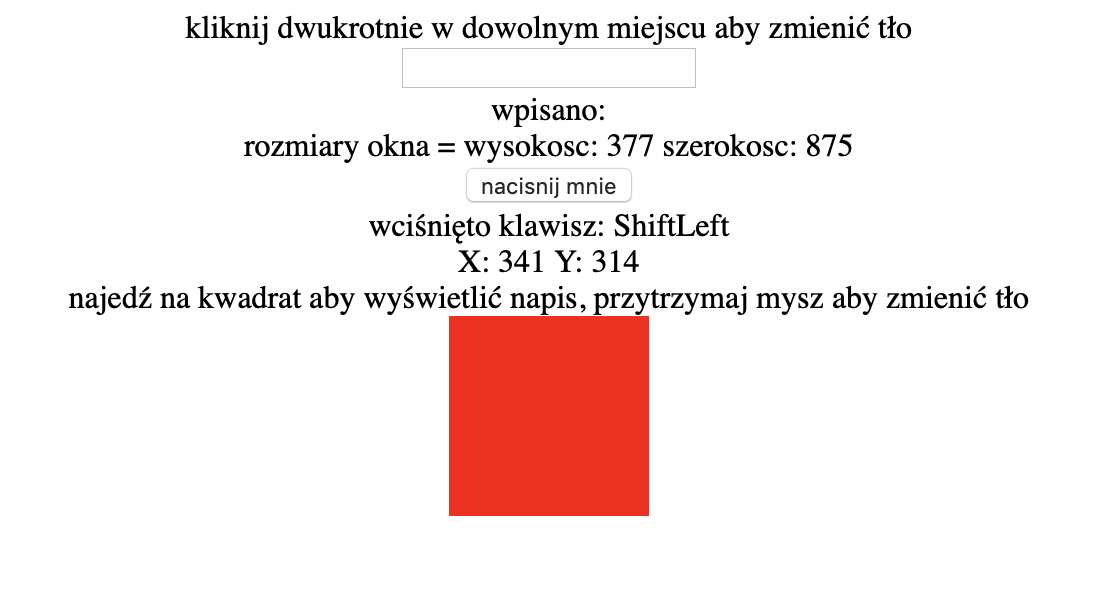 kliknij dwukrotnie w dowolnym miejscu aby zmienić tło
wpisano:
rozmiary okna = wysokosc: 377 szerokosc: 875
nacisnij mnie
wciśnięto klawisz: ShiftLeft
X: 341 Y: 314
najedź na kwadrat aby wyświetlić napis, przytrzymaj mysz aby zmienić tło